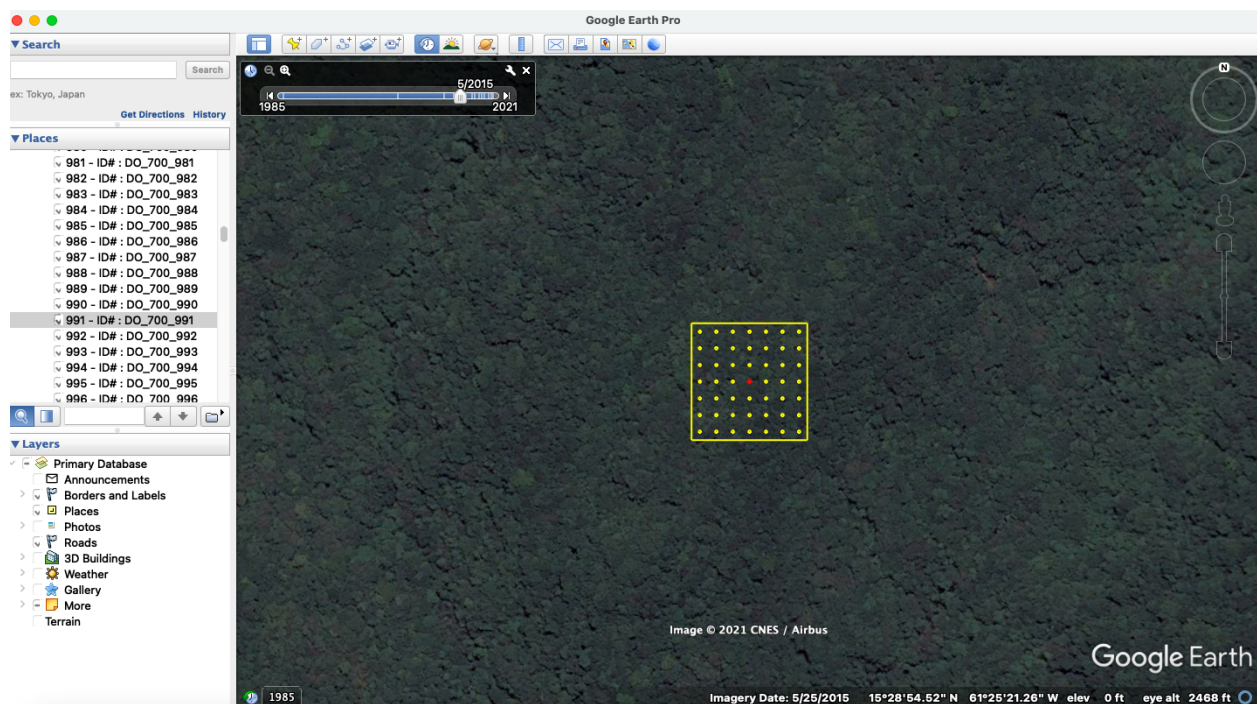 Google Earth Pro
Search
Search
ex: Tokyo, Japan
Get Directions History
Places
981 - ID# : DO_700_981
982 - ID# : DO_700_982
983 - ID# : DO_700_983
984 - ID# : DO_700_984
985 - ID# : DO_700_985
986 - ID# : DO_700_986
987 - ID# : DO_700_987
988 - ID# : DO_700_988
989 - ID# : DO_700_989
990 - ID# : DO_700_990
991 - ID# : DO_700_991
992 - ID# : DO_700_992
993 - ID# : DO_700_993
994 - ID# : DO_700_994
995 - ID# : DO_700_995
996 - ID# : DO_700_996
Layers
Primary Database
Announcements
Borders and Labels
Places
Photos
Roads
3D Buildings
Weather
Gallery
More
Terrain
5/2015
1985 2021
N
Image © 2021 CNES / Airbus
Google Earth
1985
Imagery Date: 5/25/2015 15°28'54.52" N 61°25'21.26" W elev 0 ft eye alt 2468 ft